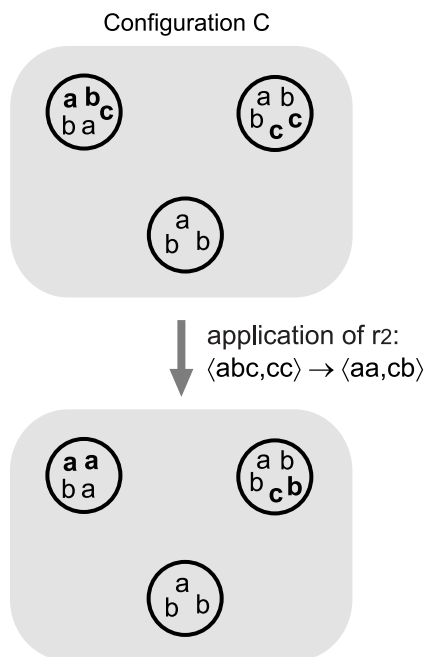 Configuration C
a b c
b a
a b
b c c
a
b b
application of r2:
⟨abc,cc⟩ → ⟨aa,cb⟩
a a
b a
a b
b c b
a
b b